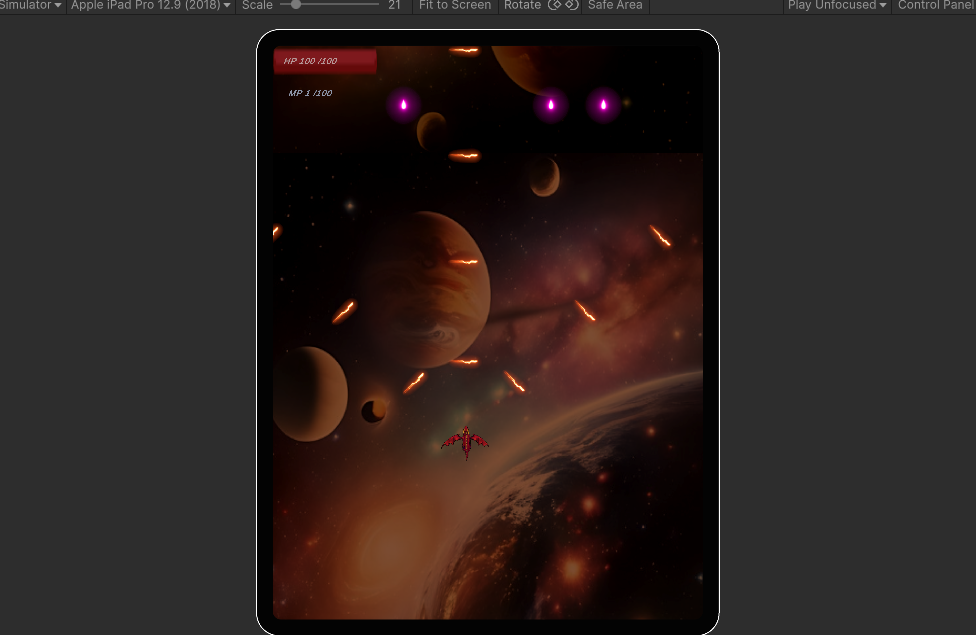 Simulator Apple iPad Pro 12.9 (2018) Scale 21 Fit to Screen Rotate Safe Area Play Unfocused Control Panel
HP 100 /100
MP 1 /100